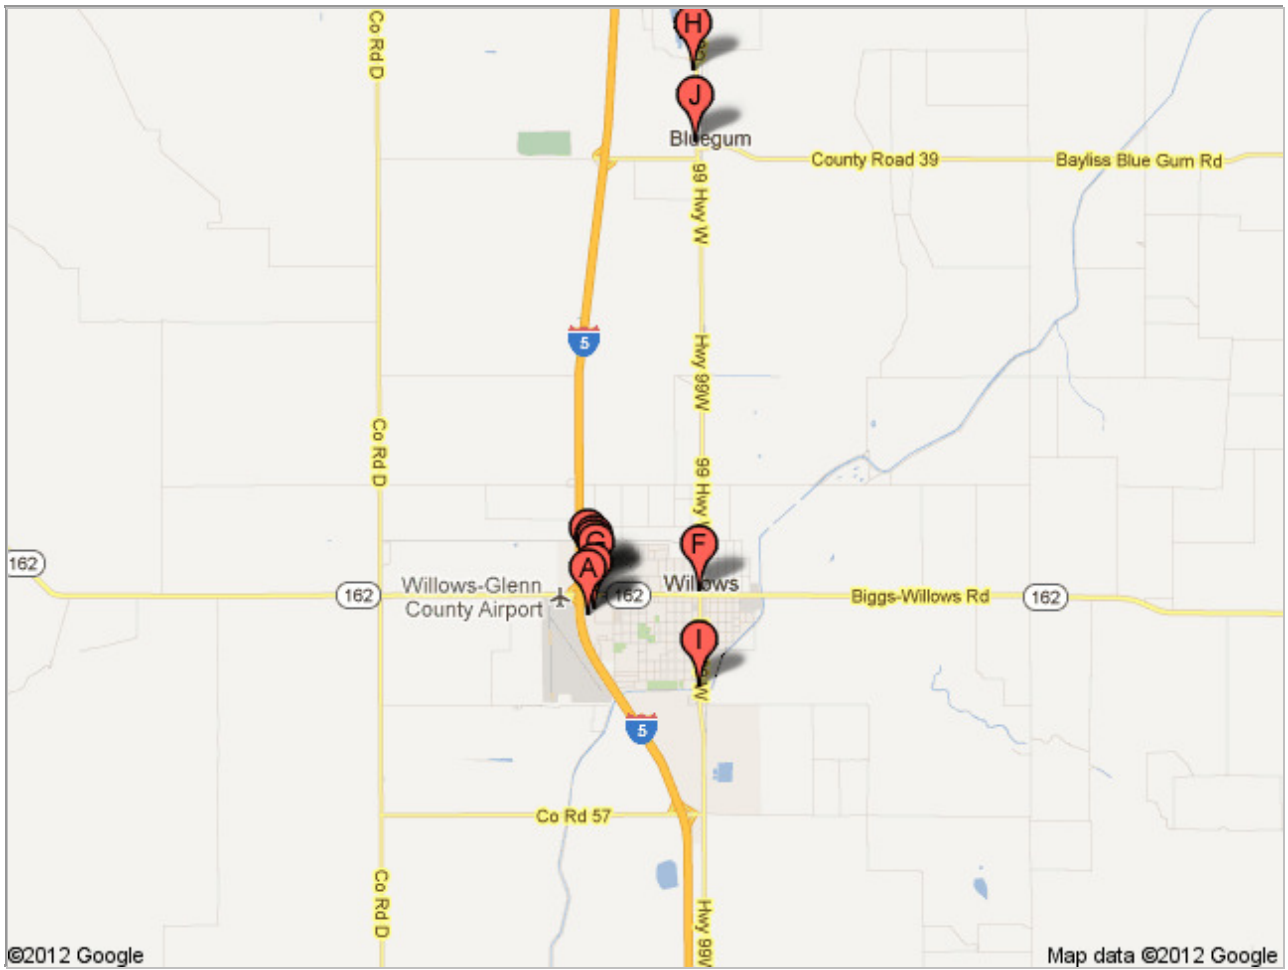 H
Co Rd D
J
Bluegum
County Road 39
Bayliss Blue Gum Rd
99 Hwy W
5
Hwy 99W
Co Rd D
99 Hwy
G
F
162
A
Willows-Glenn
County Airport
162
162
Willows
Biggs-Willows Rd
162
I
5
Co Rd 57
Co Rd D
Hwy 99W
©2012 Google
Map data ©2012 Google